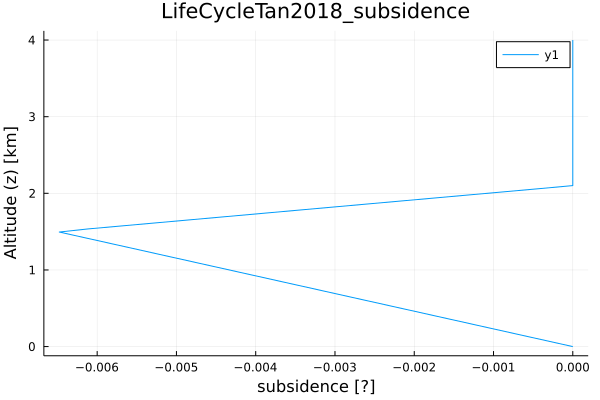 LifeCycleTan2018_subsidence
y1
4
3
2
1
0
Altitude (z) [km]
−0.006 −0.005 −0.004 −0.003 −0.002 −0.001 0.000
subsidence [?]